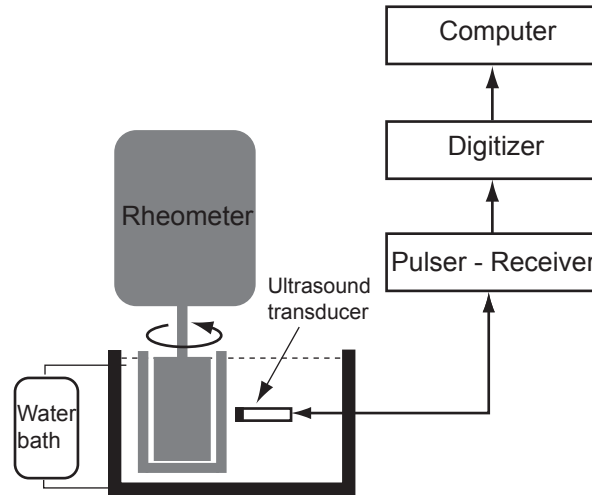 Computer
Digitizer
Rheometer
Pulser - Receiver
Ultrasound
transducer
Water
bath